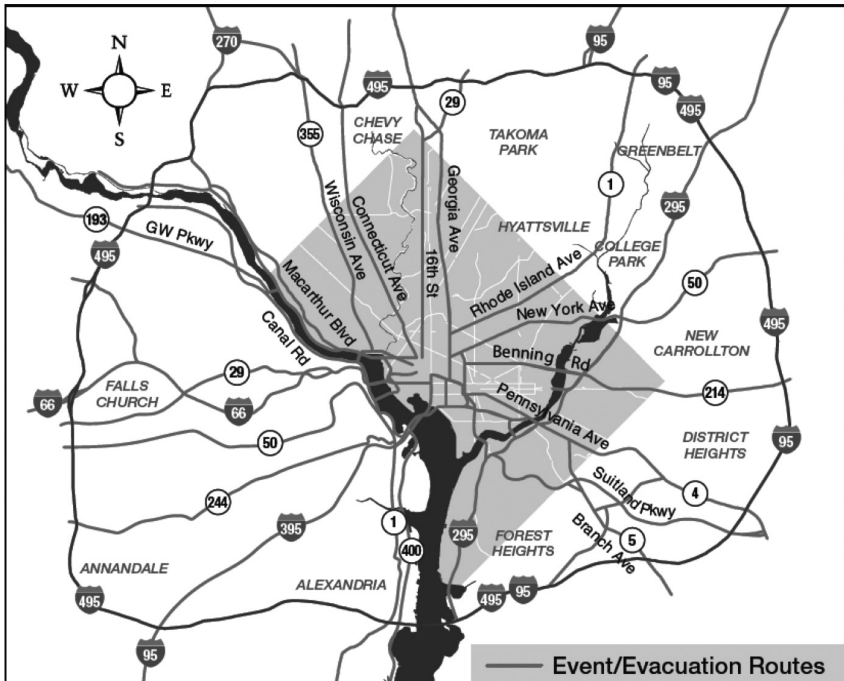 N
W E
S
270
95
495
95
495
29
355
CHEVY
CHASE
TAKOMA
PARK
GREENBELT
1
295
193
GW Pkwy
495
Wisconsin Ave
Connecticut Ave
16th St
Georgia Ave
HYATTSVILLE
COLLEGE
PARK
Rhode Island Ave
New York Ave
50
Macarthur Blvd
Canal Rd
Benning Rd
NEW
CARROLLTON
495
214
29
FALLS
CHURCH
66
66
50
Pennsylvania Ave
DISTRICT
HEIGHTS
95
244
Suitland Pkwy
4
395
1
400
295
FOREST
HEIGHTS
Branch Ave
5
ANNANDALE
ALEXANDRIA
495
495
95
95
Event/Evacuation Routes